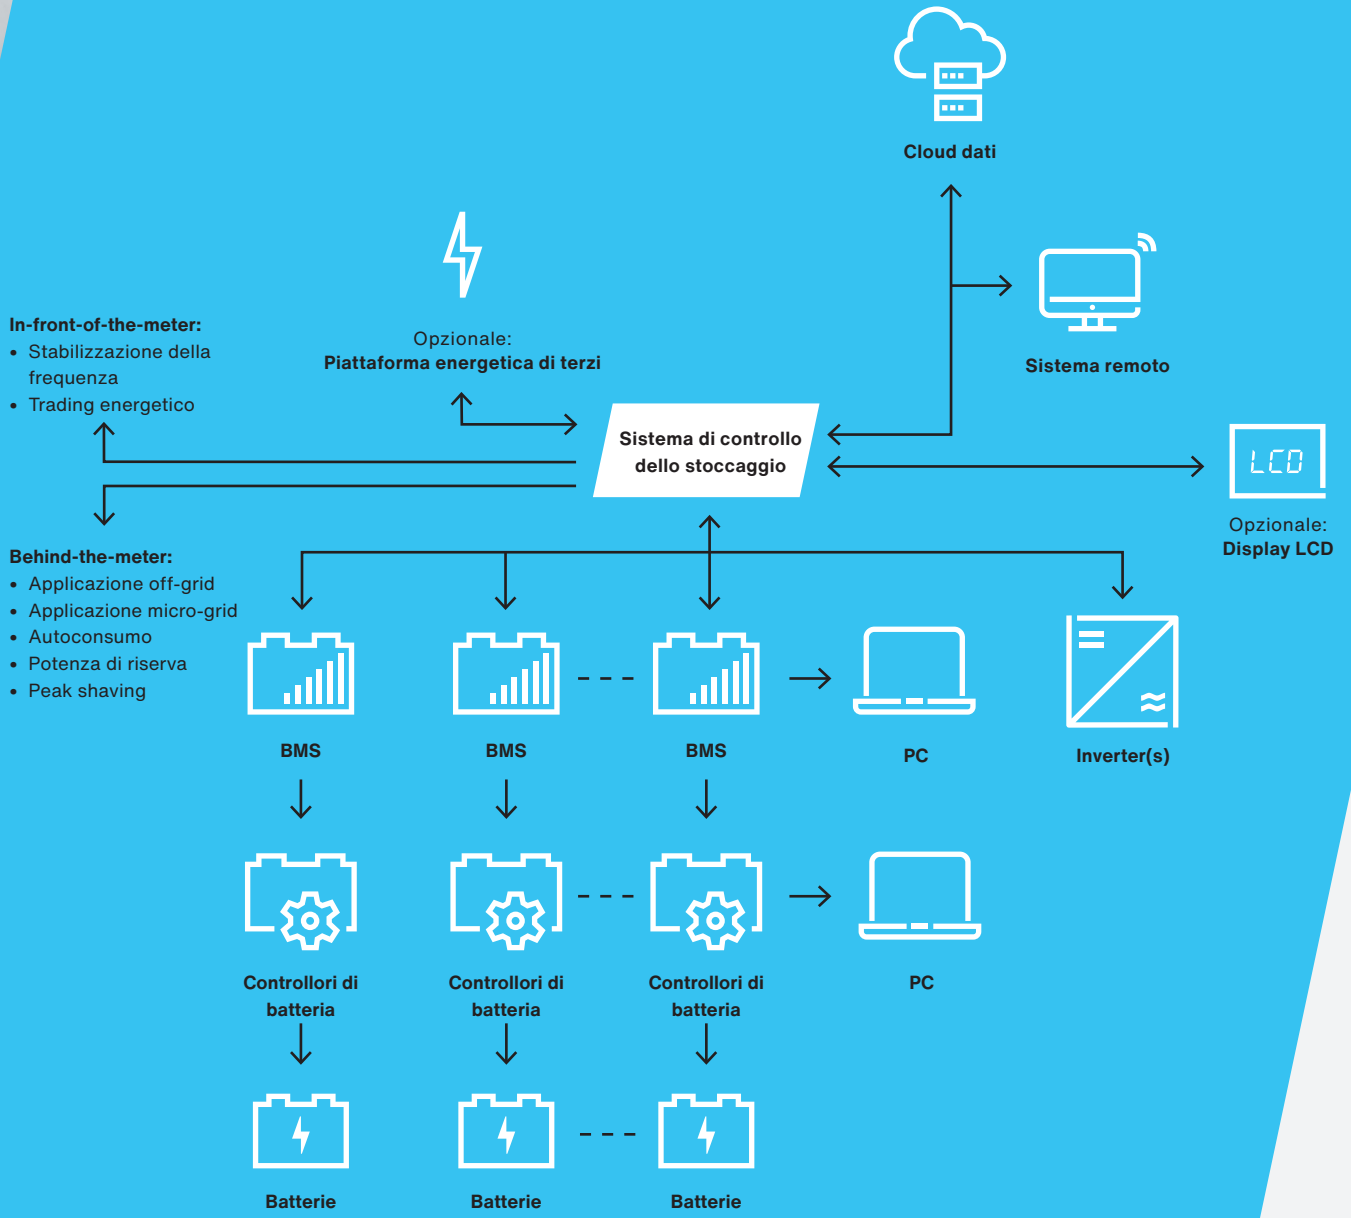 Cloud dati
Sistema remoto
Opzionale:
Piattaforma energetica di terzi
In-front-of-the-meter:
• Stabilizzazione della
frequenza
• Trading energetico
Sistema di controllo
dello stoccaggio
LCD
Opzionale:
Display LCD
Behind-the-meter:
• Applicazione off-grid
• Applicazione micro-grid
• Autoconsumo
• Potenza di riserva
• Peak shaving
BMS
BMS
BMS
PC
Inverter(s)
Controllori di
batteria
Controllori di
batteria
Controllori di
batteria
PC
Batterie
Batterie
Batterie